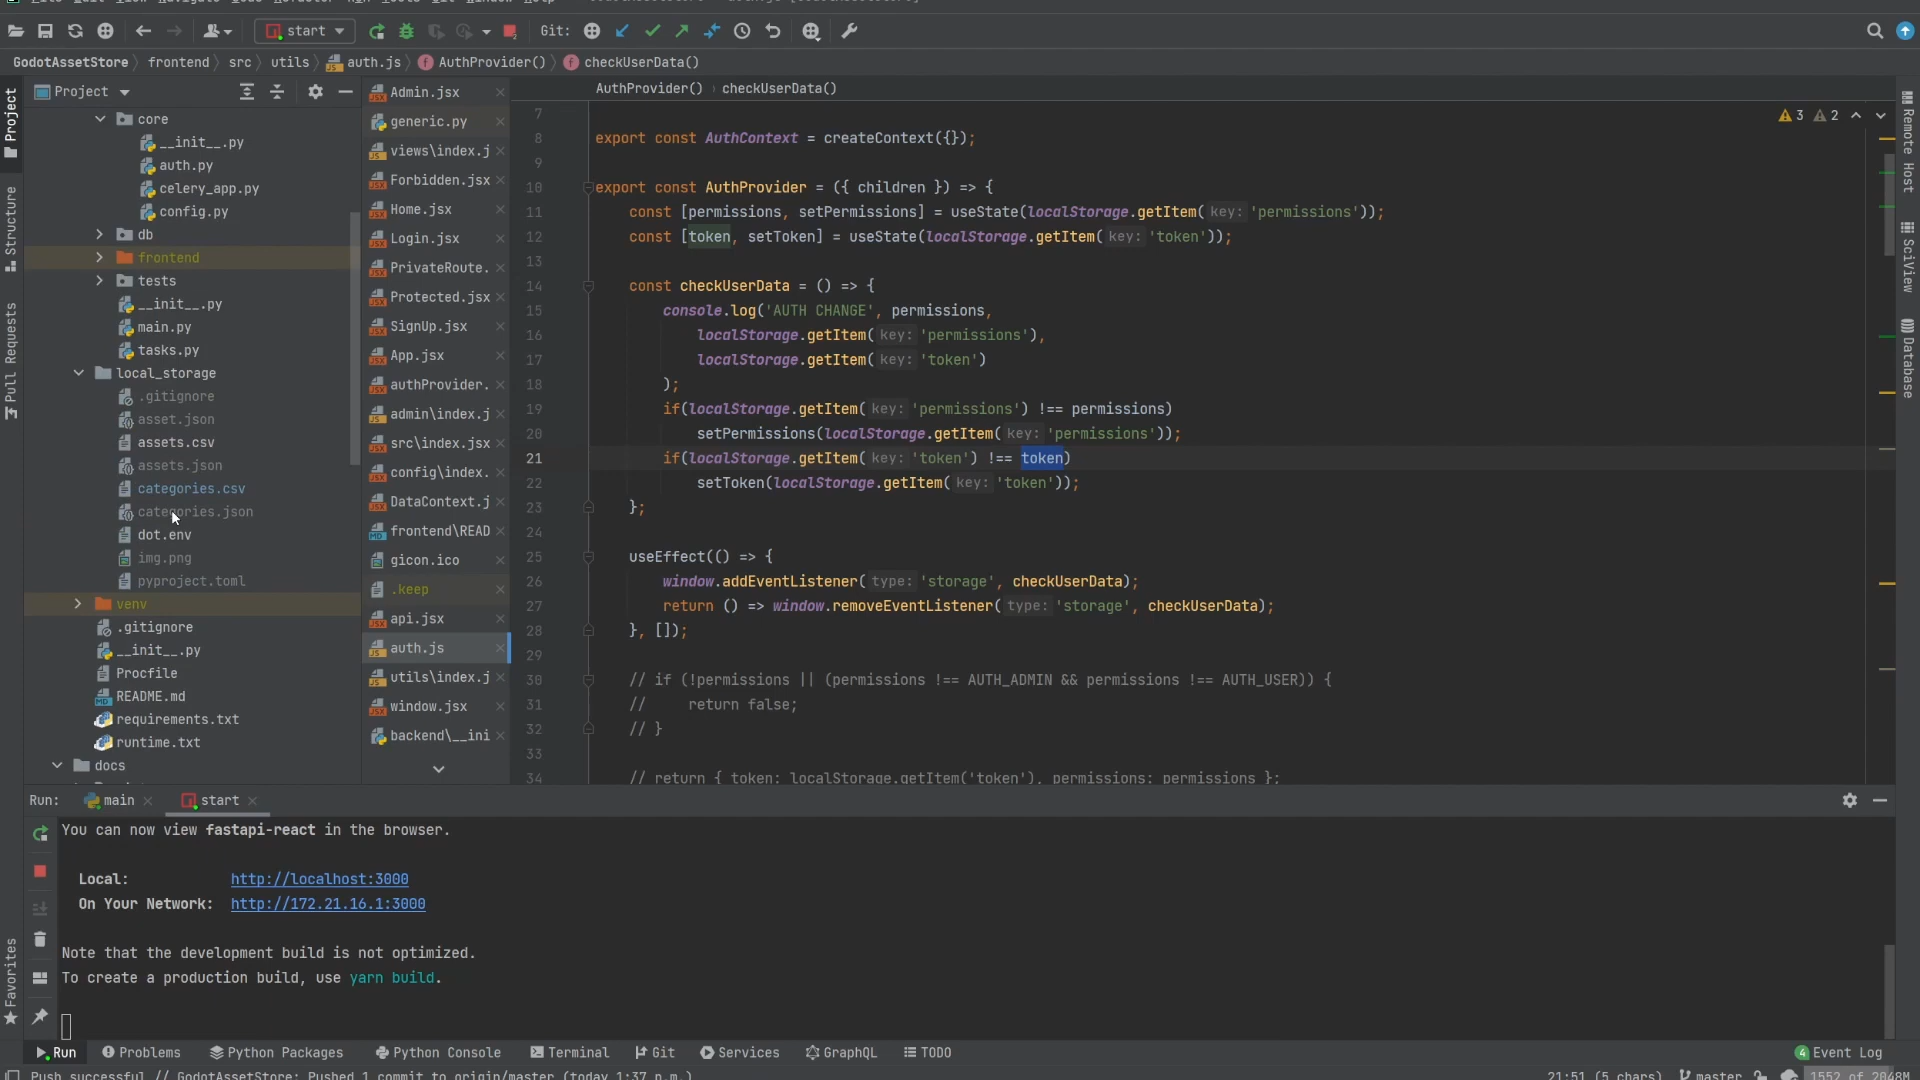 start
Git:
GodotAssetStore
frontend
src
utils
auth.js
AuthProvider()
checkUserData()
Project
core
__init__.py
auth.py
celery_app.py
config.py
db
frontend
tests
__init__.py
main.py
tasks.py
local_storage
.gitignore
asset.json
assets.csv
assets.json
categories.csv
categories.json
dot.env
img.png
pyproject.toml
venv
.gitignore
__init__.py
Procfile
README.md
requirements.txt
runtime.txt
docs
Admin.jsx
generic.py
views\index.j
Forbidden.jsx
Home.jsx
Login.jsx
PrivateRoute.
Protected.jsx
SignUp.jsx
App.jsx
authProvider.
admin\index.j
src\index.jsx
config\index.
DataContext.j
frontend\READ
gicon.ico
.keep
api.jsx
auth.js
utils\index.j
window.jsx
backend\__ini
AuthProvider() › checkUserData()
3 2
7
8 export const AuthContext = createContext({});
9
10 export const AuthProvider = ({ children }) => {
11 const [permissions, setPermissions] = useState(localStorage.getItem( key: 'permissions'));
12 const [token, setToken] = useState(localStorage.getItem( key: 'token'));
13
14 const checkUserData = () => {
15 console.log('AUTH CHANGE', permissions,
16 localStorage.getItem( key: 'permissions'),
17 localStorage.getItem( key: 'token')
18 );
19 if(localStorage.getItem( key: 'permissions') !== permissions)
20 setPermissions(localStorage.getItem( key: 'permissions'));
21 if(localStorage.getItem( key: 'token') !== token)
22 setToken(localStorage.getItem( key: 'token'));
23 };
24
25 useEffect(() => {
26 window.addEventListener( type: 'storage', checkUserData);
27 return () => window.removeEventListener( type: 'storage', checkUserData);
28 }, []);
29
30 // if (!permissions || (permissions !== AUTH_ADMIN && permissions !== AUTH_USER)) {
31 // return false;
32 // }
33
34 // return { token: localStorage.getItem('token'), permissions: permissions };
Project
Structure
Pull Requests
Favorites
Remote Host
SciView
Database
Run: main start
You can now view fastapi-react in the browser.
Local: http://localhost:3000
On Your Network: http://172.21.16.1:3000
Note that the development build is not optimized.
To create a production build, use yarn build.
Run Problems Python Packages Python Console Terminal Git Services GraphQL TODO
4 Event Log
Push successful // GodotAssetStore: Pushed 1 commit to origin/master (today 1:37 p.m.)
21:51 (5 chars) master 1552 of 2048M